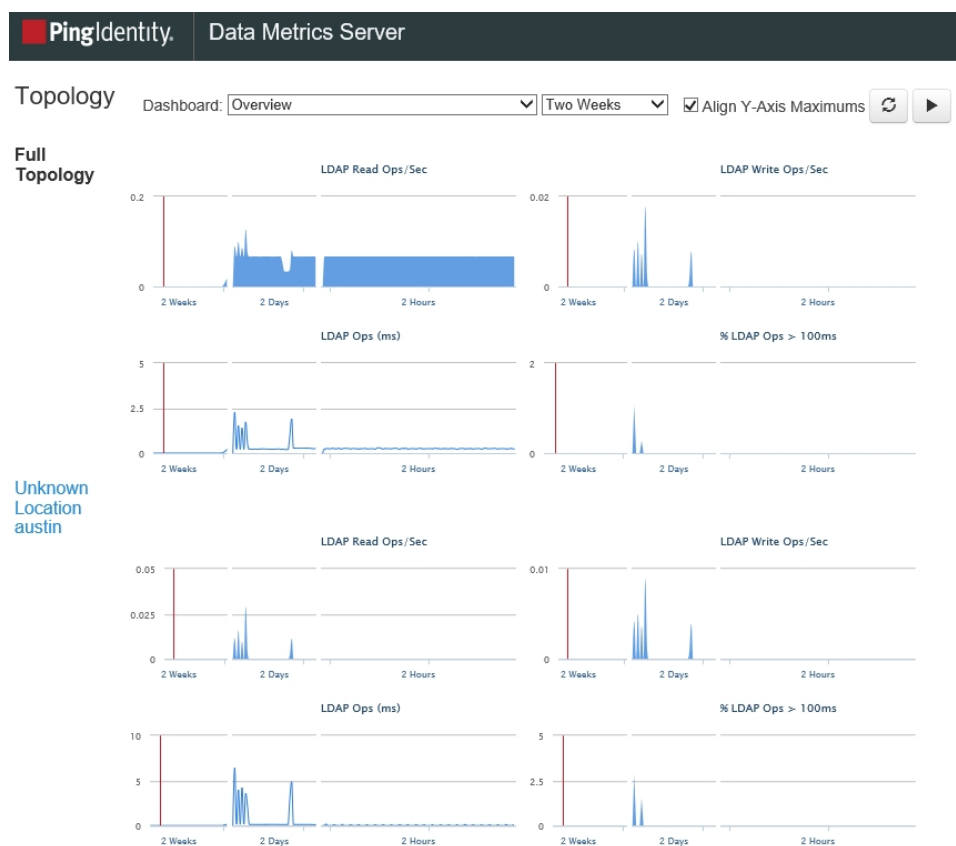 PingIdentity. Data Metrics Server
Topology Dashboard: Overview Two Weeks Align Y-Axis Maximums
Full
Topology
LDAP Read Ops/Sec
0.2
0
2 Weeks 2 Days 2 Hours
LDAP Write Ops/Sec
0.02
0
2 Weeks 2 Days 2 Hours
LDAP Ops (ms)
5
2.5
0
2 Weeks 2 Days 2 Hours
% LDAP Ops > 100ms
2
0
2 Weeks 2 Days 2 Hours
Unknown
Location
austin
LDAP Read Ops/Sec
0.05
0.025
0
2 Weeks 2 Days 2 Hours
LDAP Write Ops/Sec
0.01
0
2 Weeks 2 Days 2 Hours
LDAP Ops (ms)
10
5
0
2 Weeks 2 Days 2 Hours
% LDAP Ops > 100ms
5
2.5
0
2 Weeks 2 Days 2 Hours